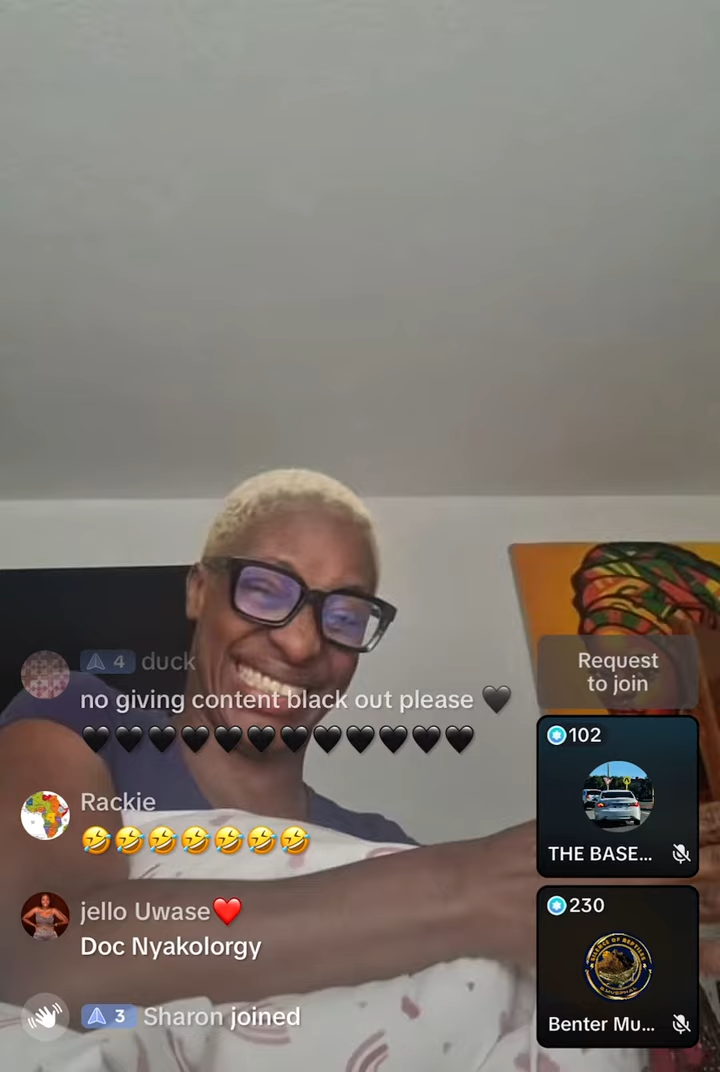 4 duck
no giving content black out please 🖤
🖤🖤🖤🖤🖤🖤🖤🖤🖤🖤🖤🖤
Rackie
🤣🤣🤣🤣🤣🤣🤣
jello Uwase❤️
Doc Nyakolorgy
3 Sharon joined
Request
to join
102
THE BASE...
230
Benter Mu...